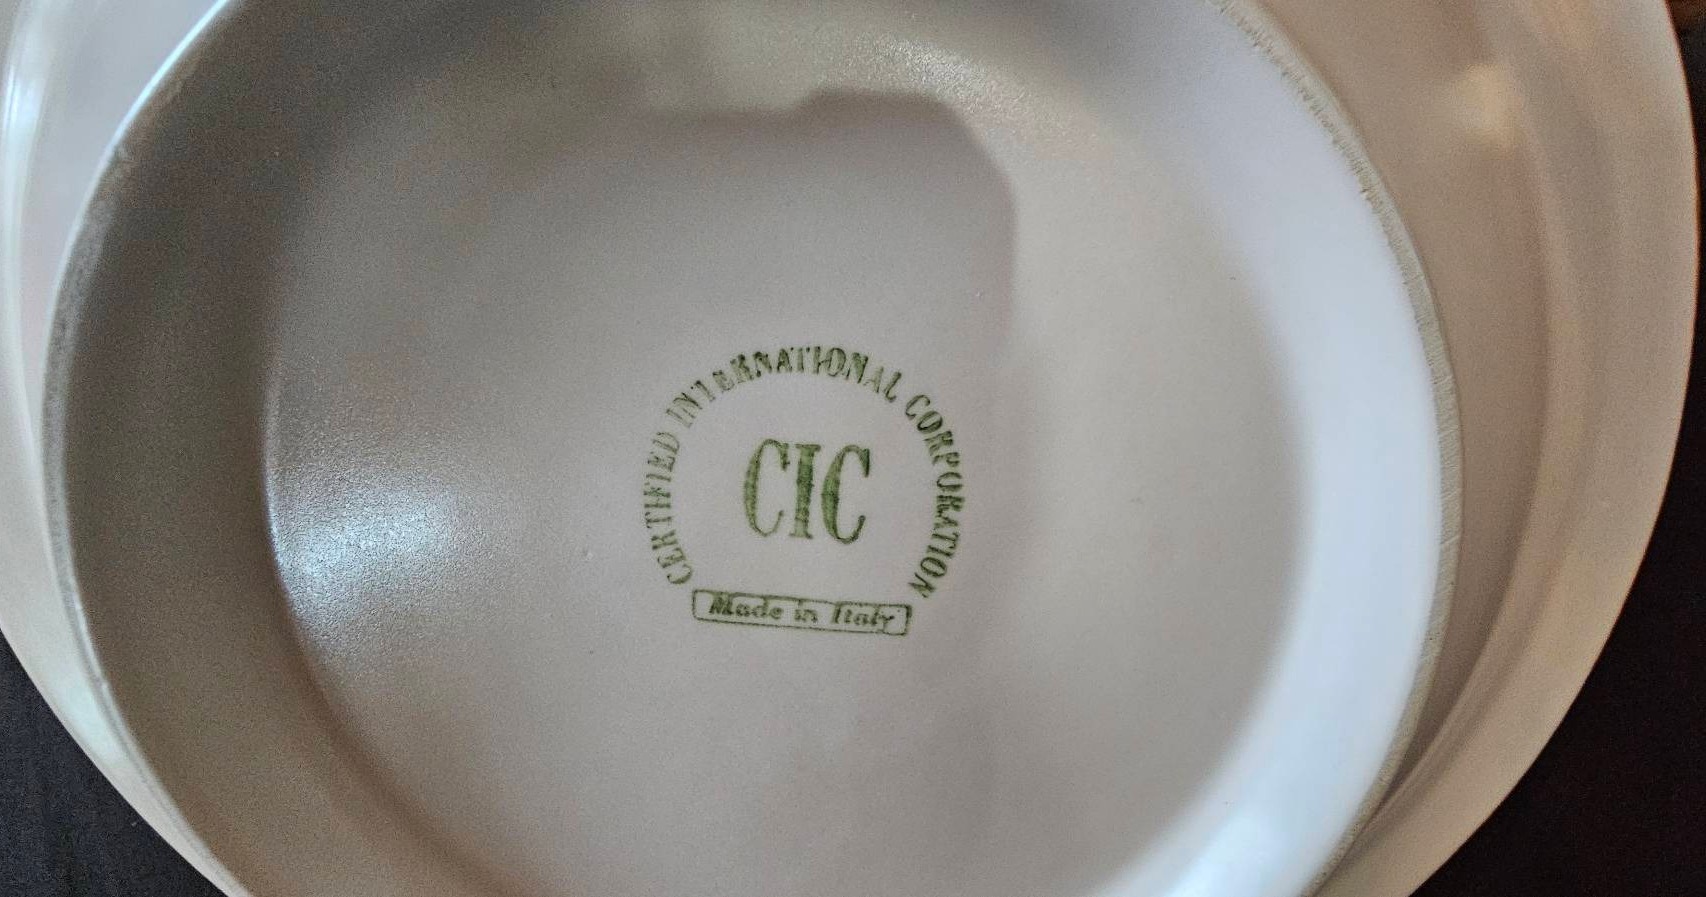 CERTIFIED INTERNATIONAL CORPORATION
CIC
Made in Italy